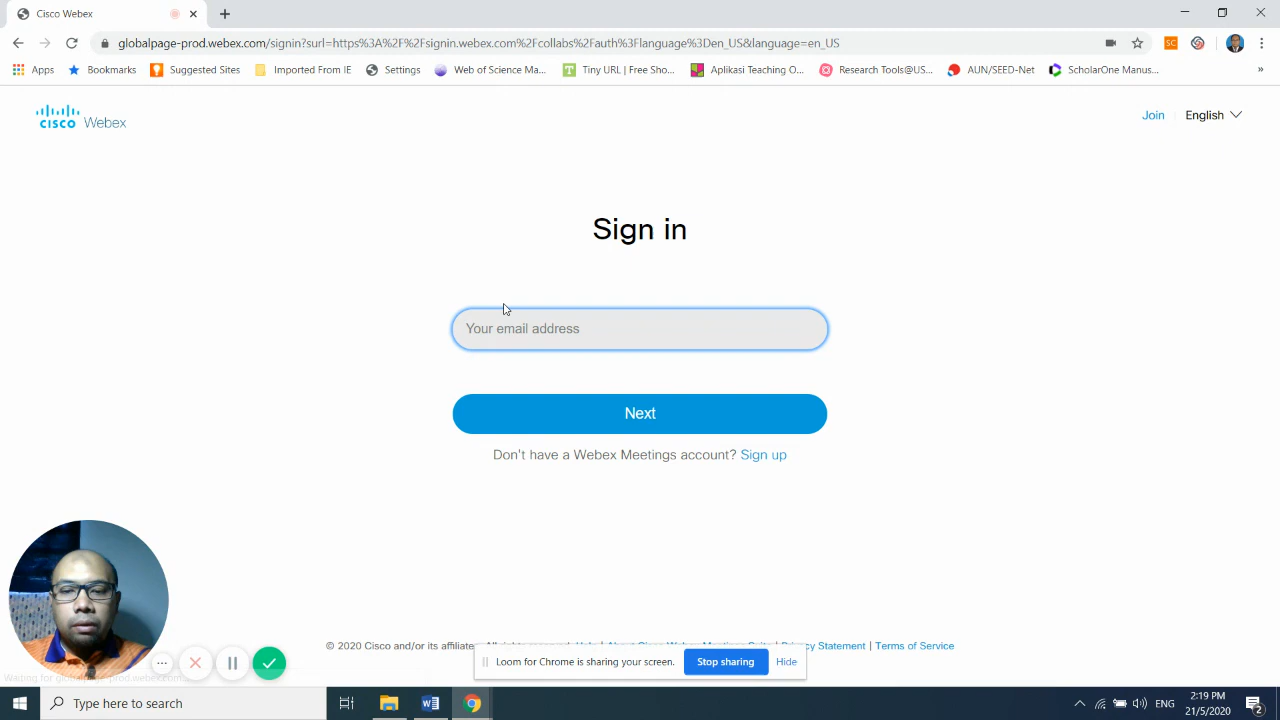 Cisco Webex
globalpage-prod.webex.com/signin?url=https%3A%2F%2Fsignin.webex.com%2Fcollabs%2Fauth%3Flanguage%3Den_US&language=en_US
SC
Apps
Bookmarks
Suggested Sites
Imported From IE
Settings
Web of Science Ma...
Tiny URL | Free Sho...
Aplikasi Teaching O...
Research Tools@US...
AUN/SEED-Net
ScholarOne Manus...
»
CISCO Webex
Join
English
Sign in
Your email address
Next
Don't have a Webex Meetings account? Sign up
© 2020 Cisco and/or its affiliates. Privacy Statement | Terms of Service
Loom for Chrome is sharing your screen.
Stop sharing
Hide
Type here to search
ENG
2:19 PM
21/5/2020
2